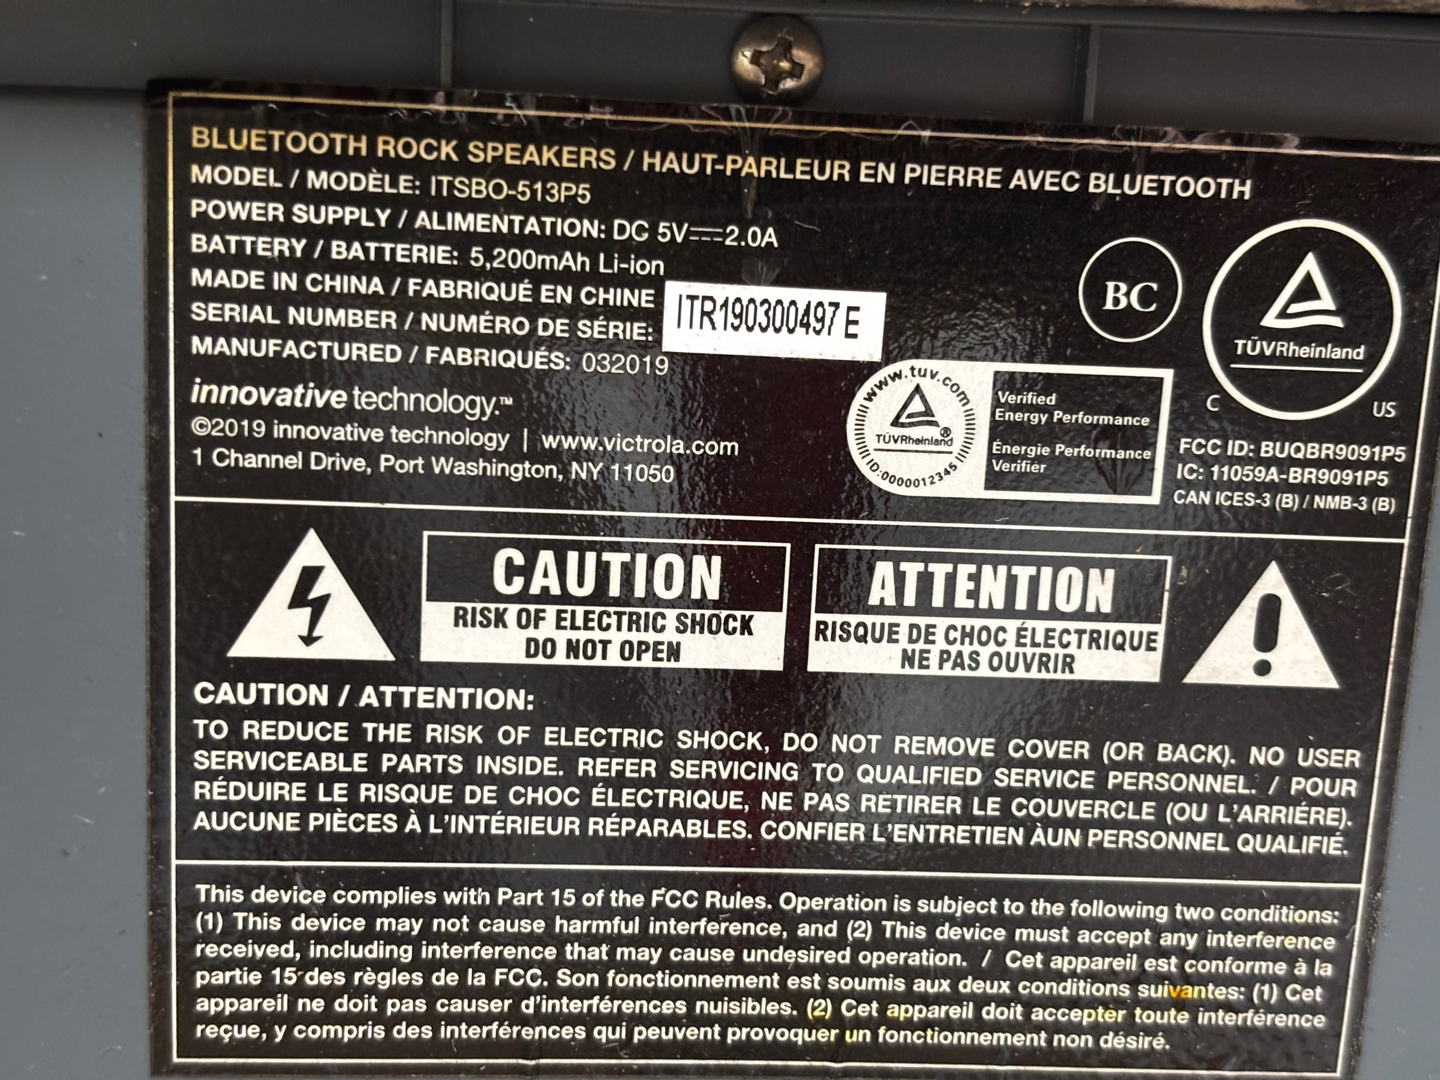 BLUETOOTH ROCK SPEAKERS / HAUT-PARLEUR EN PIERRE AVEC BLUETOOTH
MODEL / MODÈLE: ITSBO-513P5
POWER SUPPLY / ALIMENTATION: DC 5V⎓2.0A
BATTERY / BATTERIE: 5,200mAh Li-ion
MADE IN CHINA / FABRIQUÉ EN CHINE
SERIAL NUMBER / NUMÉRO DE SÉRIE: ITR190300497E
MANUFACTURED / FABRIQUÉS: 032019
innovative technology.™
©2019 innovative technology | www.victrola.com
1 Channel Drive, Port Washington, NY 11050
BC
TÜVRheinland
C US
www.tuv.com
TÜVRheinland®
ID:0000012345
Verified
Energy Performance
Énergie Performance
Vérifiér
FCC ID: BUQBR9091P5
IC: 11059A-BR9091P5
CAN ICES-3 (B) / NMB-3 (B)
CAUTION
RISK OF ELECTRIC SHOCK
DO NOT OPEN
ATTENTION
RISQUE DE CHOC ÉLECTRIQUE
NE PAS OUVRIR
CAUTION / ATTENTION:
TO REDUCE THE RISK OF ELECTRIC SHOCK, DO NOT REMOVE COVER (OR BACK). NO USER
SERVICEABLE PARTS INSIDE. REFER SERVICING TO QUALIFIED SERVICE PERSONNEL. / POUR
RÉDUIRE LE RISQUE DE CHOC ÉLECTRIQUE, NE PAS RETIRER LE COUVERCLE (OU L'ARRIÉRE).
AUCUNE PIÈCES À L'INTÉRIEUR RÉPARABLES. CONFIER L'ENTRETIEN ÀUN PERSONNEL QUALIFIÉ.
This device complies with Part 15 of the FCC Rules. Operation is subject to the following two conditions:
(1) This device may not cause harmful interference, and (2) This device must accept any interference
received, including interference that may cause undesired operation. / Cet appareil est conforme à la
partie 15 des règles de la FCC. Son fonctionnement est soumis aux deux conditions suivantes: (1) Cet
appareil ne doit pas causer d'interférences nuisibles. (2) Cet appareil doit accepter toute interférence
reçue, y compris des interférences qui peuvent provoquer un fonctionnement non désiré.